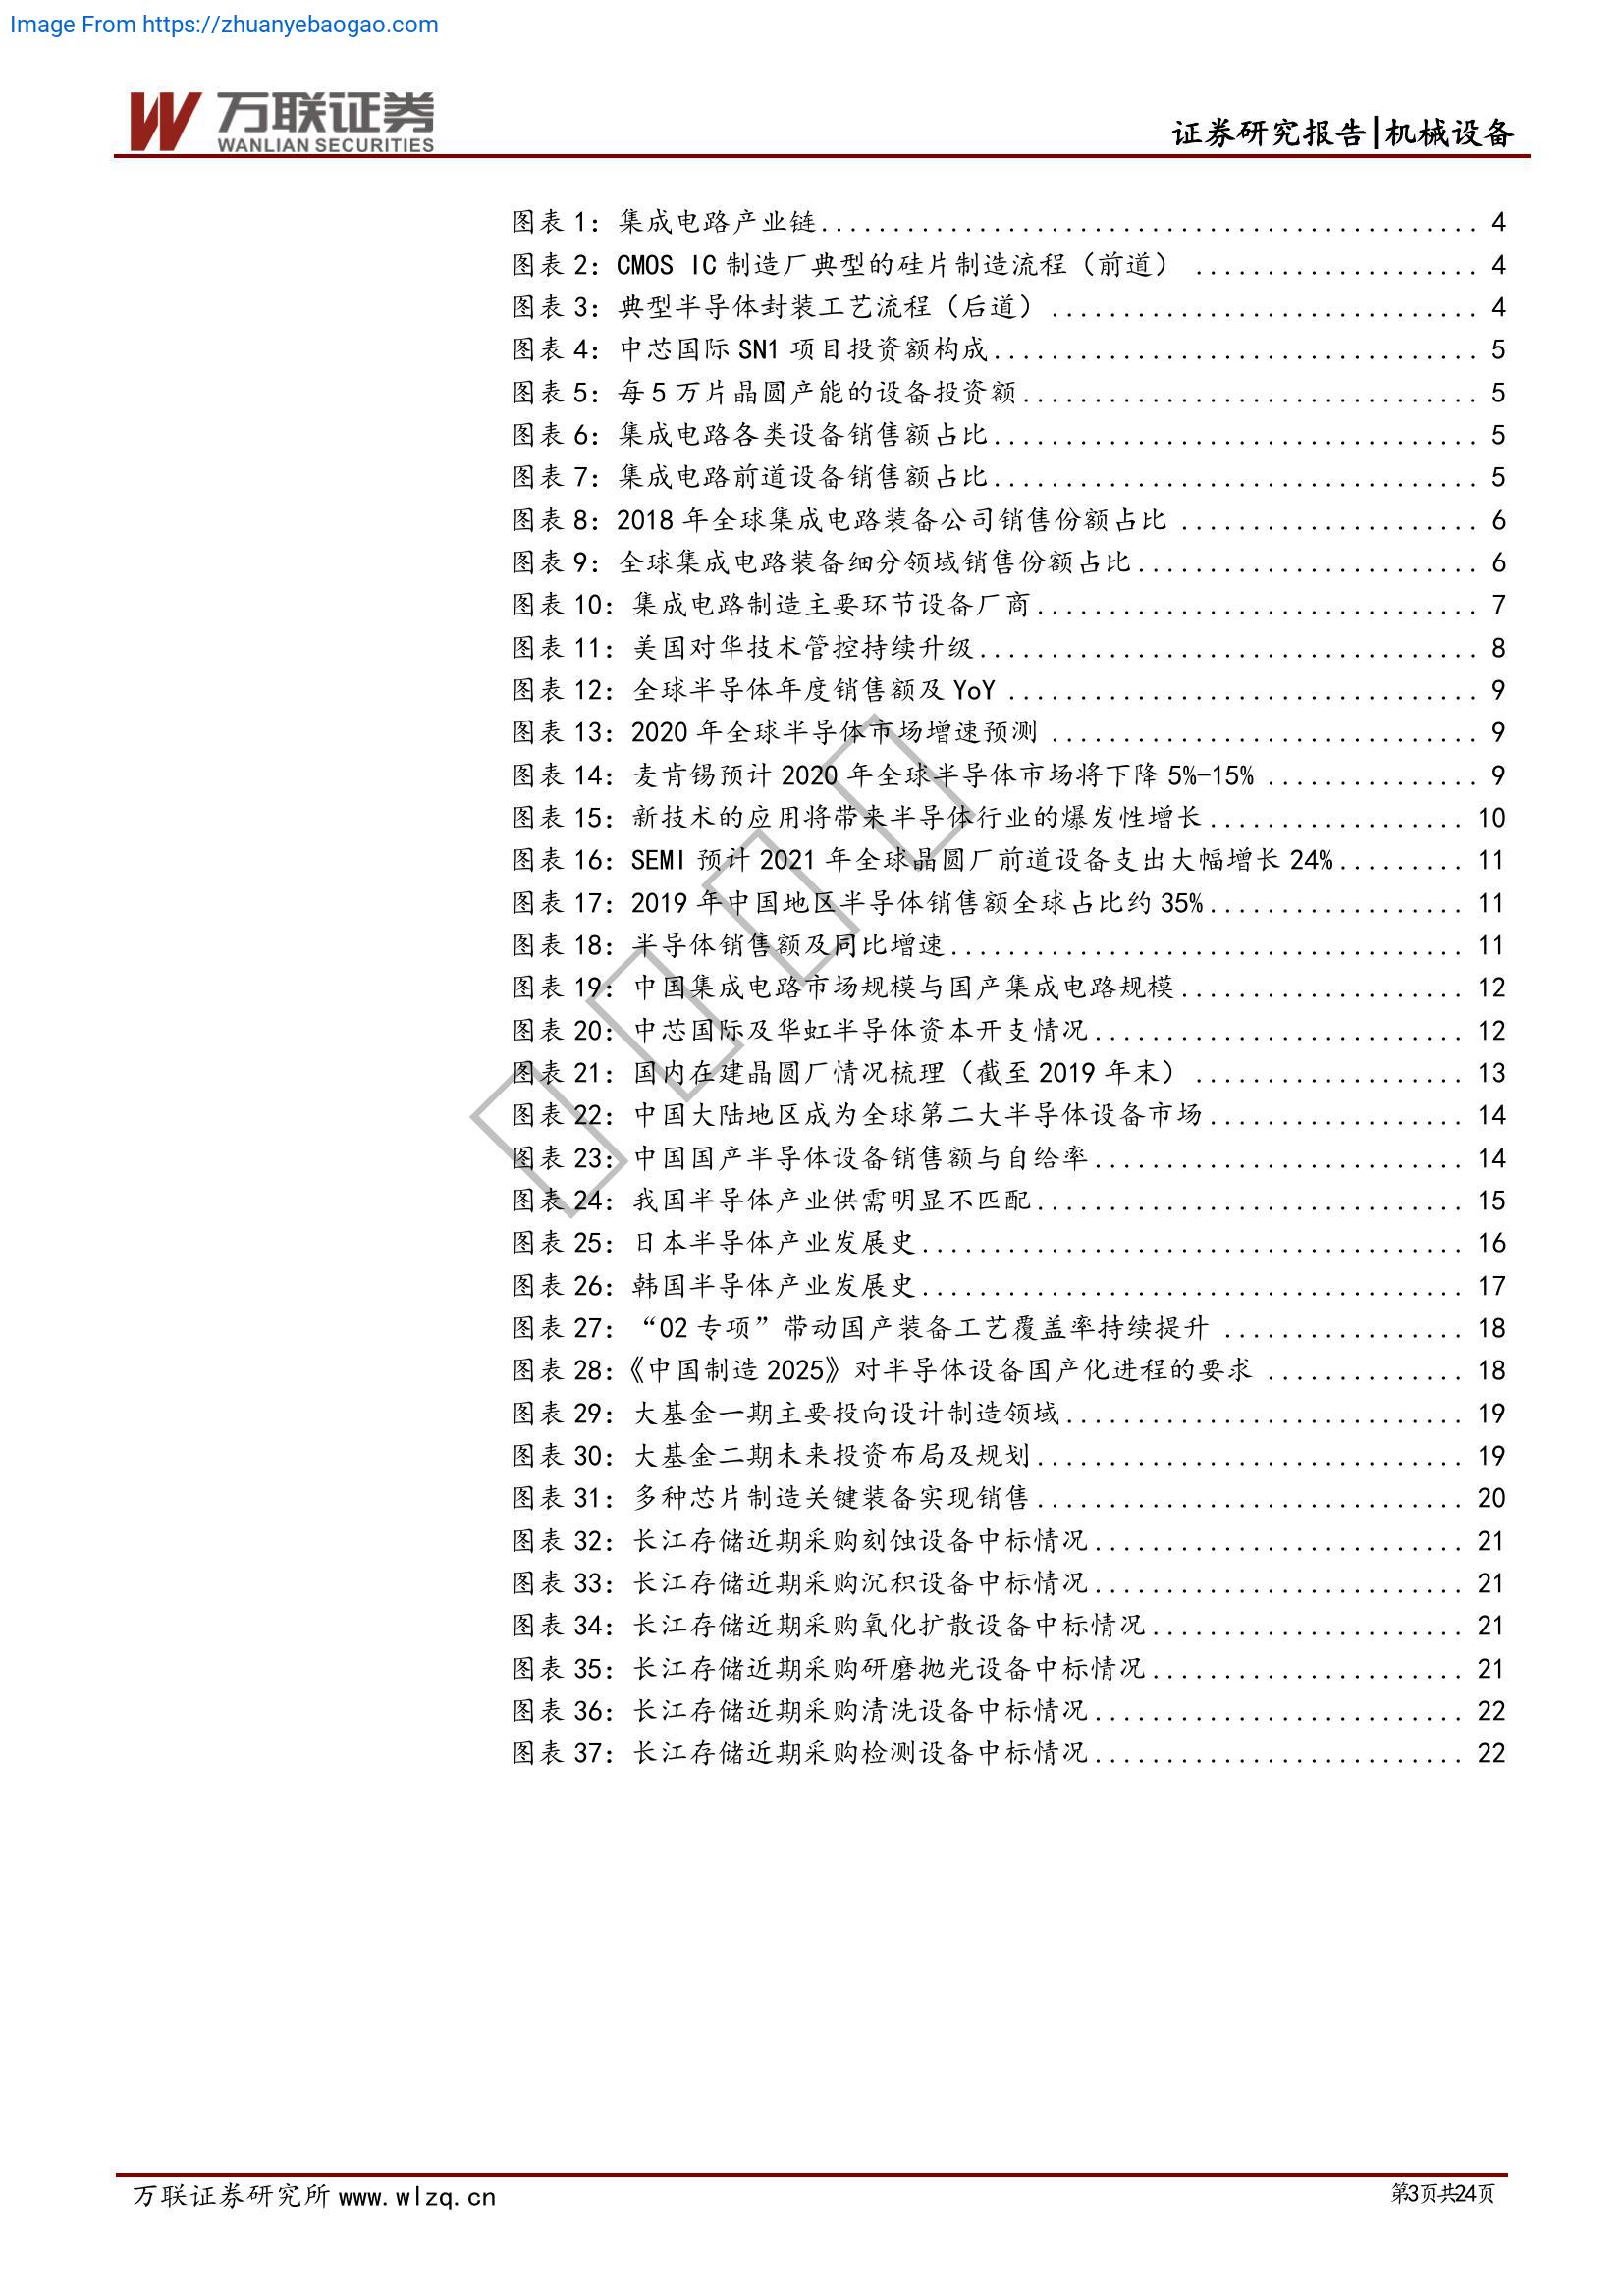 Image From https://zhuanyebaogao.com
万联证券
WANLIAN SECURITIES
证券研究报告|机械设备
图表 1：集成电路产业链.............................................. 4
图表 2：CMOS IC 制造厂典型的硅片制造流程（前道） .................... 4
图表 3：典型半导体封装工艺流程（后道） .............................. 4
图表 4：中芯国际 SN1 项目投资额构成.................................. 5
图表 5：每 5 万片晶圆产能的设备投资额................................ 5
图表 6：集成电路各类设备销售额占比.................................. 5
图表 7：集成电路前道设备销售额占比.................................. 5
图表 8：2018 年全球集成电路装备公司销售份额占比 ..................... 6
图表 9：全球集成电路装备细分领域销售份额占比........................ 6
图表 10：集成电路制造主要环节设备厂商............................... 7
图表 11：美国对华技术管控持续升级................................... 8
图表 12：全球半导体年度销售额及 YoY ................................. 9
图表 13：2020 年全球半导体市场增速预测 .............................. 9
图表 14：麦肯锡预计 2020 年全球半导体市场将下降 5%-15% ............... 9
图表 15：新技术的应用将带来半导体行业的爆发性增长.................. 10
图表 16：SEMI 预计 2021 年全球晶圆厂前道设备支出大幅增长 24%......... 11
图表 17：2019 年中国地区半导体销售额全球占比约 35%.................. 11
图表 18：半导体销售额及同比增速.................................... 11
图表 19：中国集成电路市场规模与国产集成电路规模.................... 12
图表 20：中芯国际及华虹半导体资本开支情况.......................... 12
图表 21：国内在建晶圆厂情况梳理（截至 2019 年末） ................... 13
图表 22：中国大陆地区成为全球第二大半导体设备市场.................. 14
图表 23：中国国产半导体设备销售额与自给率.......................... 14
图表 24：我国半导体产业供需明显不匹配.............................. 15
图表 25：日本半导体产业发展史...................................... 16
图表 26：韩国半导体产业发展史...................................... 17
图表 27：“02 专项”带动国产装备工艺覆盖率持续提升 ................. 18
图表 28：《中国制造 2025》对半导体设备国产化进程的要求 .............. 18
图表 29：大基金一期主要投向设计制造领域............................ 19
图表 30：大基金二期未来投资布局及规划.............................. 19
图表 31：多种芯片制造关键装备实现销售.............................. 20
图表 32：长江存储近期采购刻蚀设备中标情况.......................... 21
图表 33：长江存储近期采购沉积设备中标情况.......................... 21
图表 34：长江存储近期采购氧化扩散设备中标情况...................... 21
图表 35：长江存储近期采购研磨抛光设备中标情况...................... 21
图表 36：长江存储近期采购清洗设备中标情况.......................... 22
图表 37：长江存储近期采购检测设备中标情况.......................... 22
万联证券研究所 www.wlzq.cn
第3页共24页